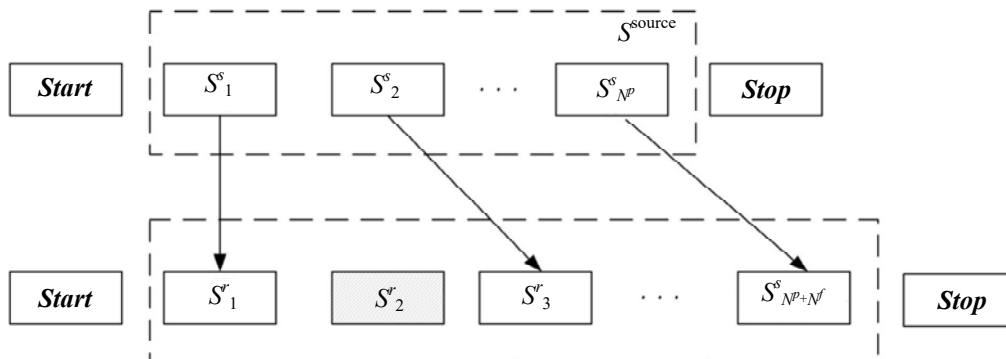 S^source
Start S^s_1 S^s_2 · · · S^s_{N^p} Stop
Start S^r_1 S^r_2 S^r_3 · · · S^s_{N^p+N^f} Stop